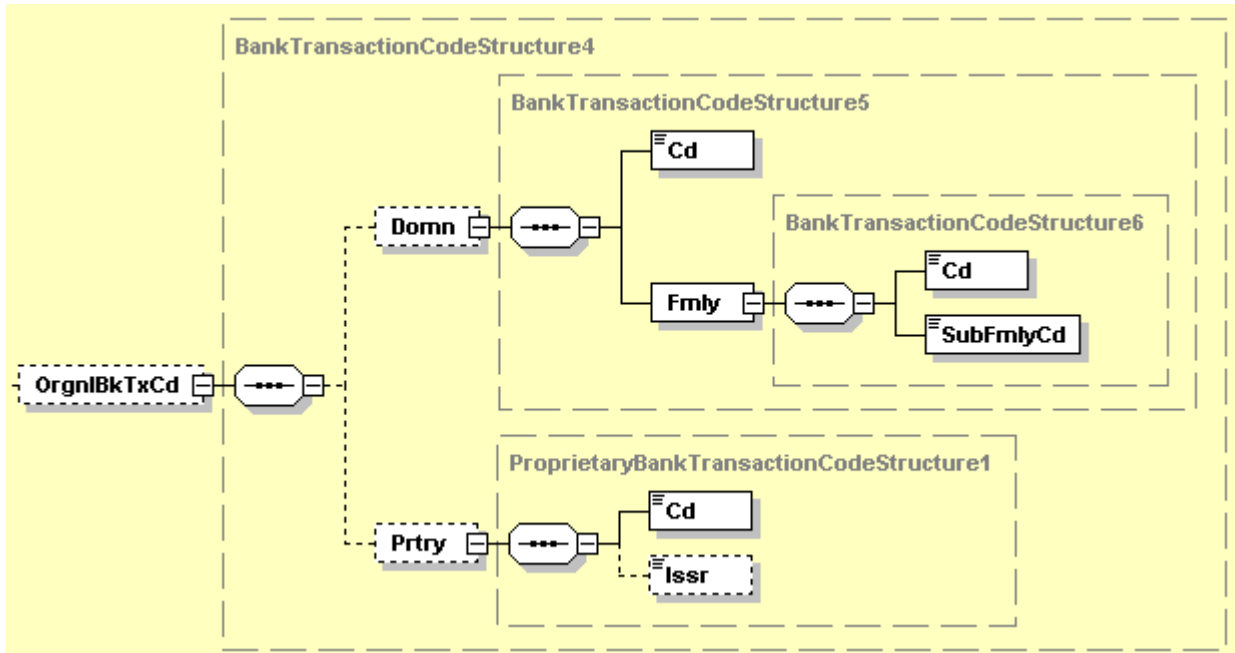 BankTransactionCodeStructure4
BankTransactionCodeStructure5
Cd
Domn
BankTransactionCodeStructure6
Cd
Fmly
SubFmlyCd
OrgnlBkTxCd
ProprietaryBankTransactionCodeStructure1
Cd
Prtry
Issr